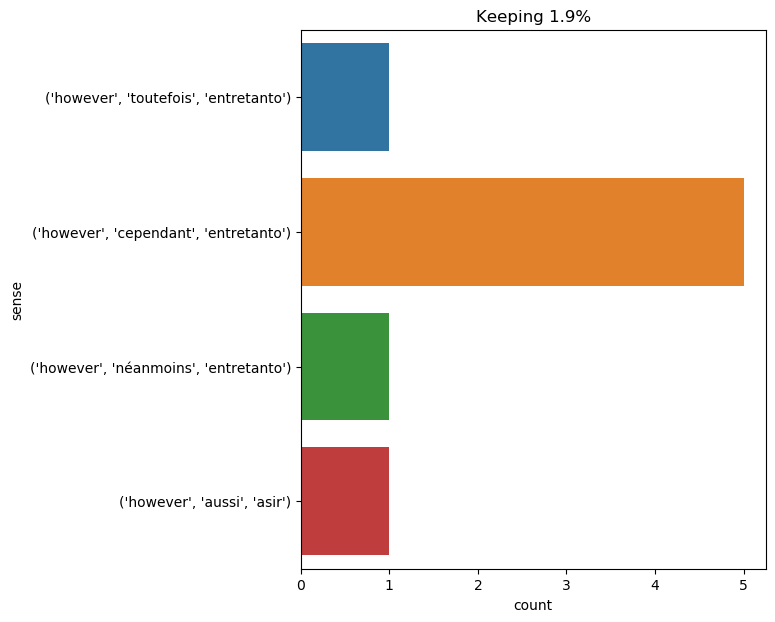 Keeping 1.9%
('however', 'toutefois', 'entretanto')
('however', 'cependant', 'entretanto')
sense
('however', 'néanmoins', 'entretanto')
('however', 'aussi', 'asir')
0 1 2 3 4 5
count